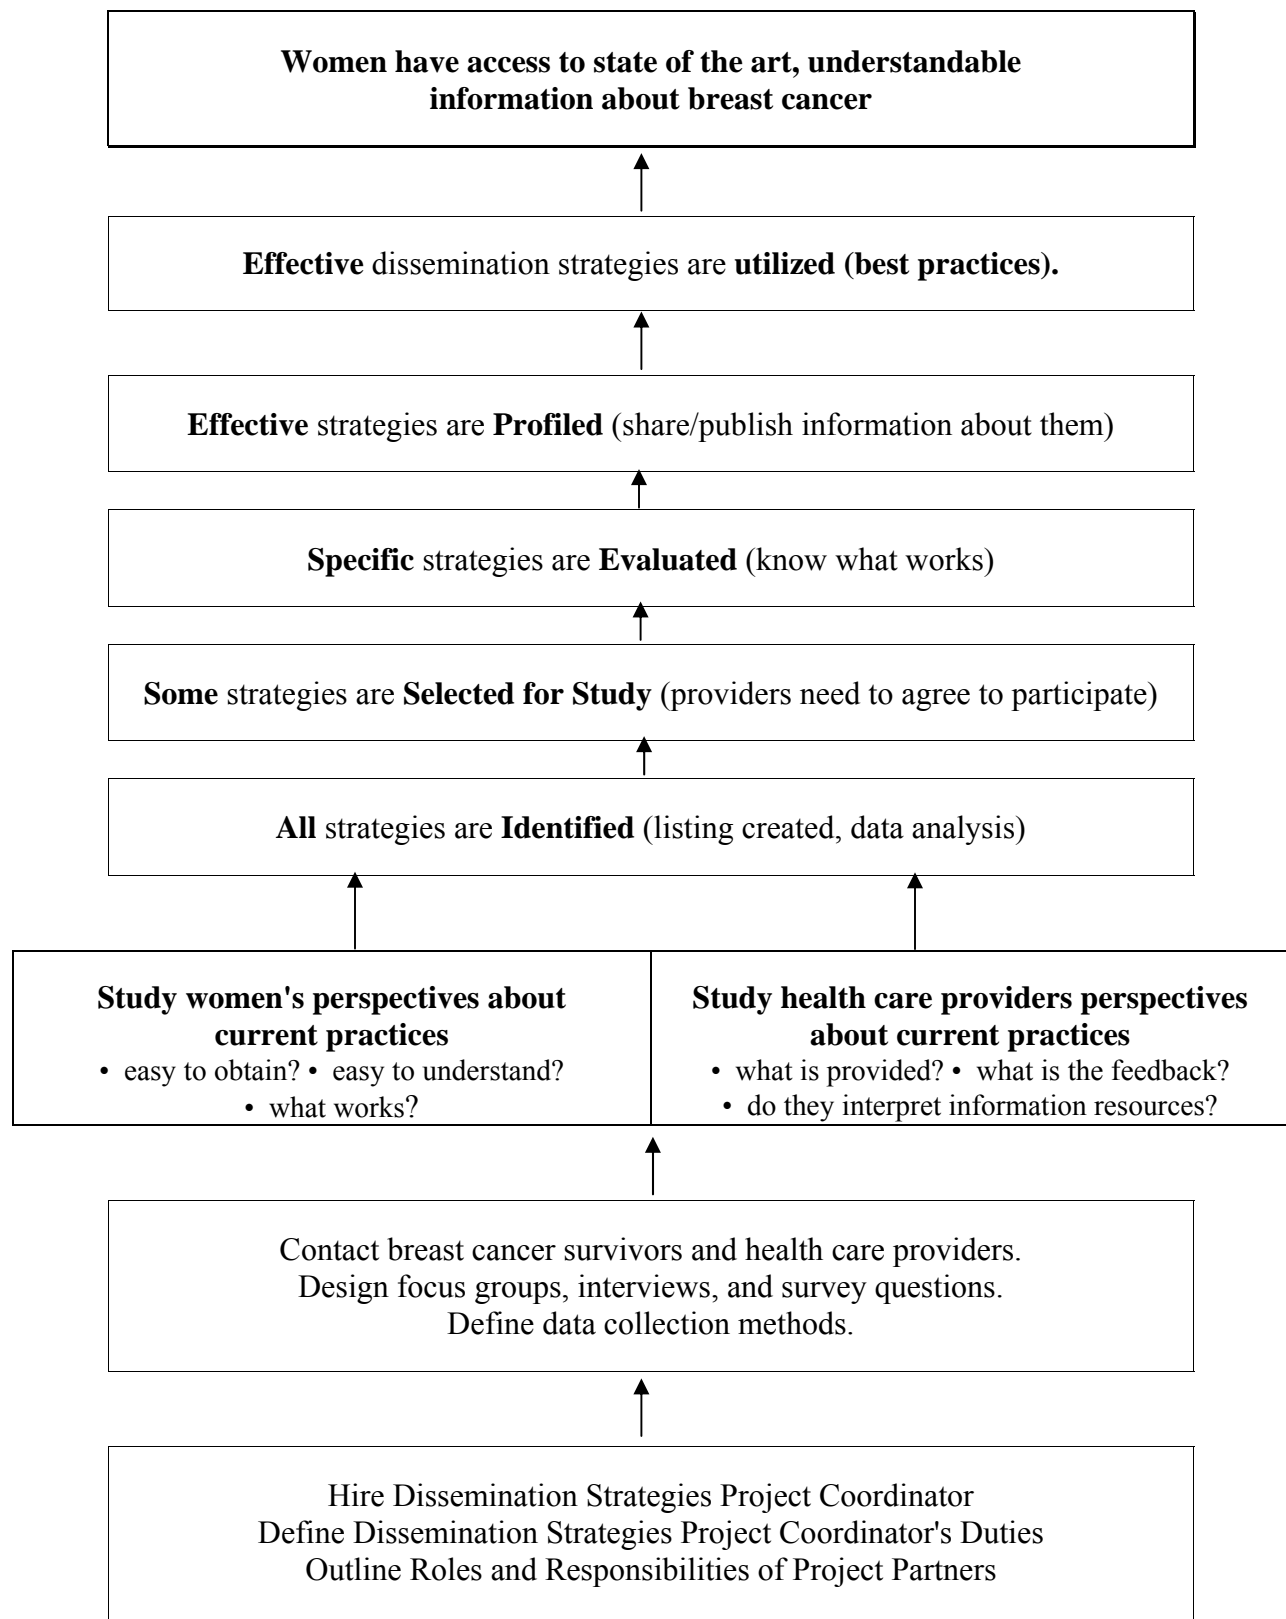 Women have access to state of the art, understandable
information about breast cancer
Effective dissemination strategies are utilized (best practices).
Effective strategies are Profiled (share/publish information about them)
Specific strategies are Evaluated (know what works)
Some strategies are Selected for Study (providers need to agree to participate)
All strategies are Identified (listing created, data analysis)
Study women's perspectives about
current practices
• easy to obtain? • easy to understand?
• what works?
Study health care providers perspectives
about current practices
• what is provided? • what is the feedback?
• do they interpret information resources?
Contact breast cancer survivors and health care providers.
Design focus groups, interviews, and survey questions.
Define data collection methods.
Hire Dissemination Strategies Project Coordinator
Define Dissemination Strategies Project Coordinator's Duties
Outline Roles and Responsibilities of Project Partners